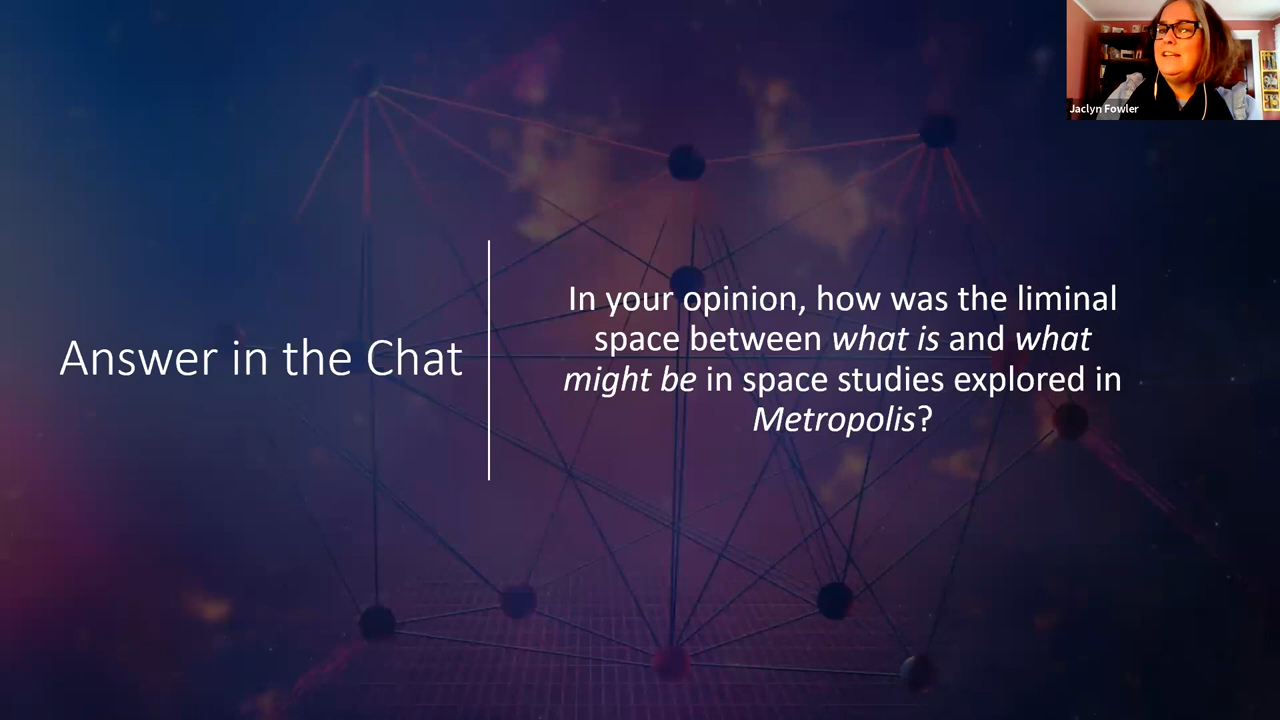 Jaclyn Fowler
Answer in the Chat
In your opinion, how was the liminal
space between what is and what
might be in space studies explored in
Metropolis?